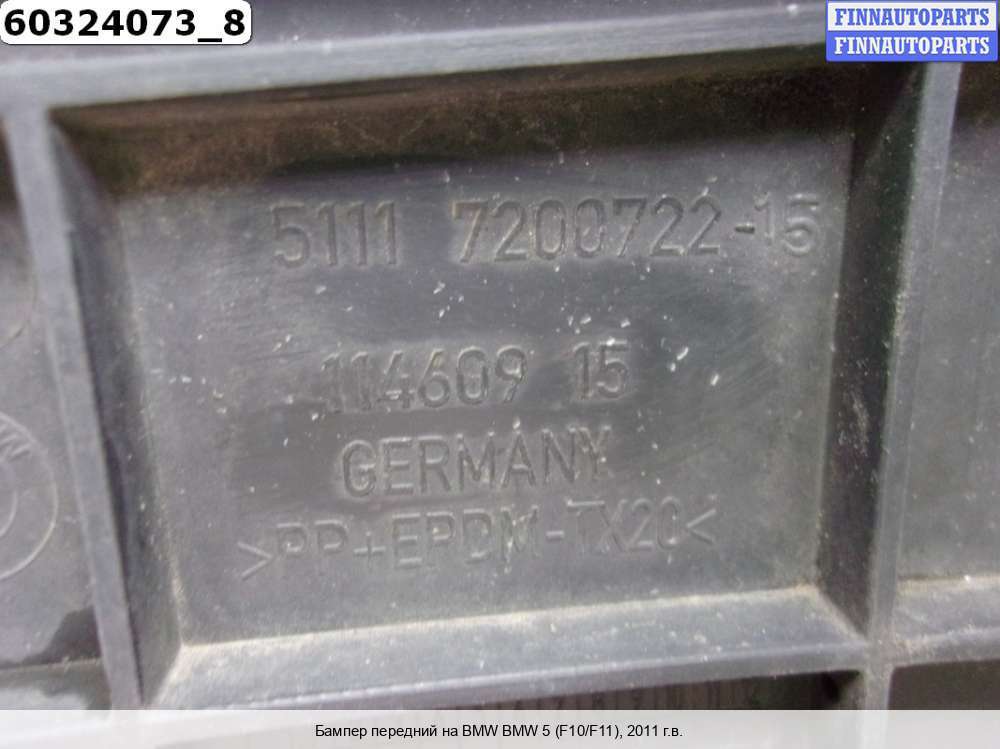 60324073_8
FINNAUTOPARTS
FINNAUTOPARTS
5111 7200722-15
114609 15
GERMANY
>PP+EPDM-TX20<
Бампер передний на BMW BMW 5 (F10/F11), 2011 г.в.